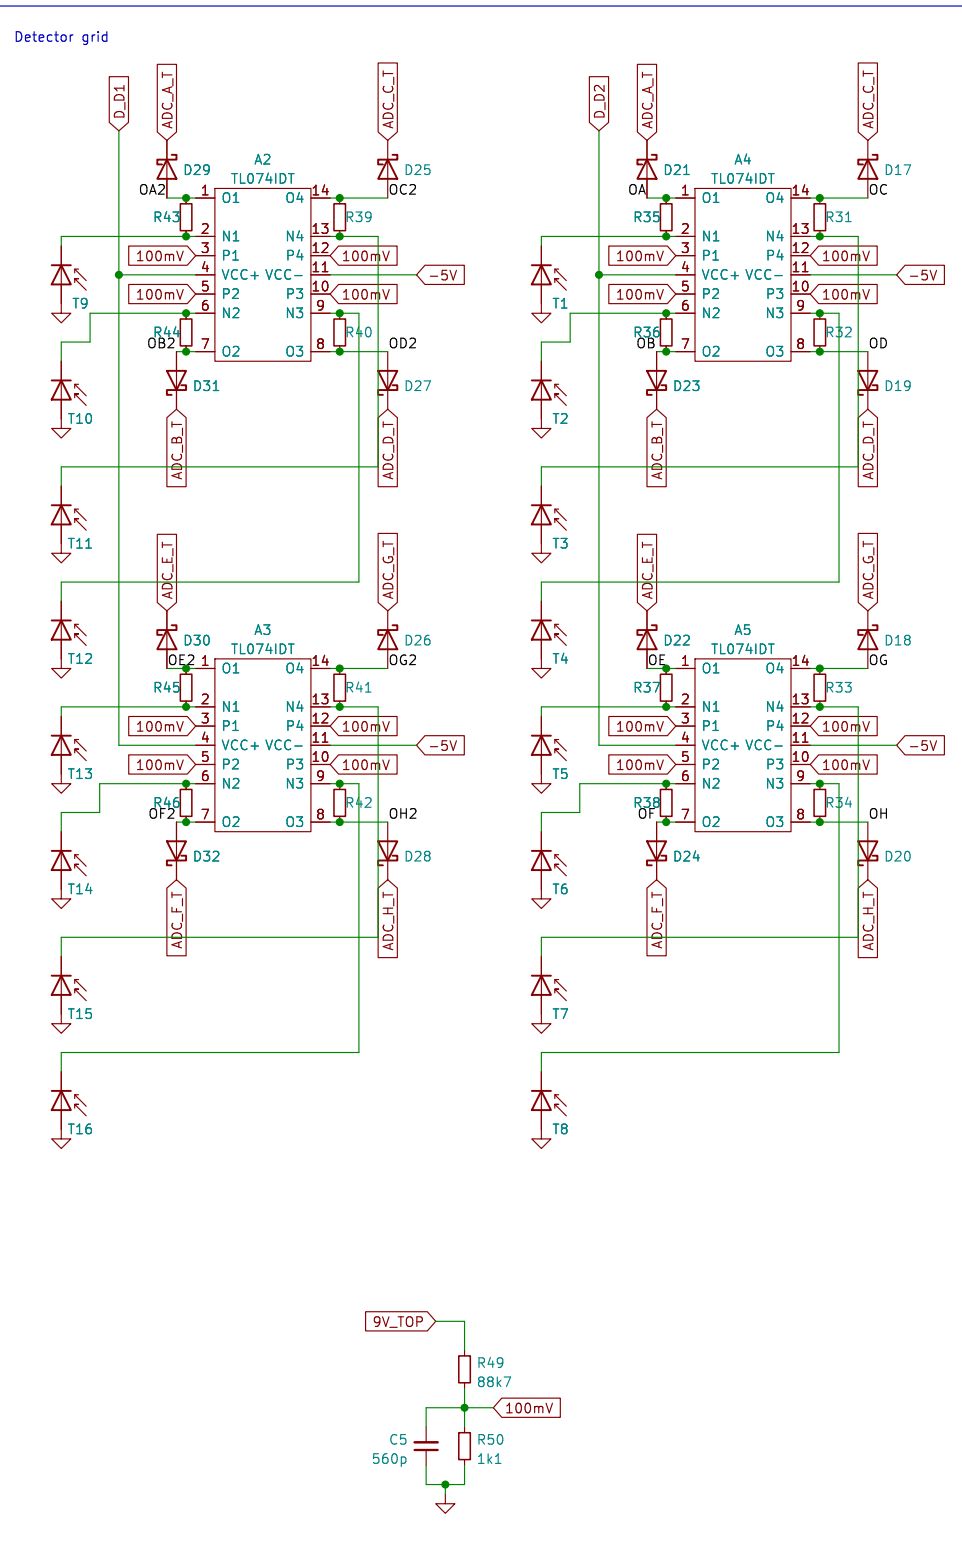 Detector grid
D_D1
ADC_A_T
ADC_C_T
D_D2
ADC_A_T
ADC_C_T
A2
TL074IDT
A4
TL074IDT
D29
D25
D21
D17
OA2
OC2
OA
OC
1 O1 O4 14
1 O1 O4 14
R43
R39
R35
R31
2 N1 N4 13
2 N1 N4 13
100mV 3 P1 P4 12 100mV
100mV 3 P1 P4 12 100mV
4 VCC+ VCC- 11 -5V
4 VCC+ VCC- 11 -5V
100mV 5 P2 P3 10 100mV
100mV 5 P2 P3 10 100mV
T9
T1
6 N2 N3 9
6 N2 N3 9
R44
R40
R36
R32
OB2
OD2
OB
OD
7 O2 O3 8
7 O2 O3 8
D31
D27
D23
D19
T10
T2
ADC_B_T
ADC_D_T
ADC_B_T
ADC_D_T
T11
T3
ADC_E_T
ADC_G_T
ADC_E_T
ADC_G_T
A3
TL074IDT
A5
TL074IDT
D30
D26
D22
D18
T12
T4
OE2
OG2
OE
OG
1 O1 O4 14
1 O1 O4 14
R45
R41
R37
R33
2 N1 N4 13
2 N1 N4 13
100mV 3 P1 P4 12 100mV
100mV 3 P1 P4 12 100mV
4 VCC+ VCC- 11 -5V
4 VCC+ VCC- 11 -5V
100mV 5 P2 P3 10 100mV
100mV 5 P2 P3 10 100mV
T13
T5
6 N2 N3 9
6 N2 N3 9
R46
R42
R38
R34
OF2
OH2
OF
OH
7 O2 O3 8
7 O2 O3 8
D32
D28
D24
D20
T14
T6
ADC_F_T
ADC_H_T
ADC_F_T
ADC_H_T
T15
T7
T16
T8
9V_TOP
R49
88k7
100mV
C5
560p
R50
1k1